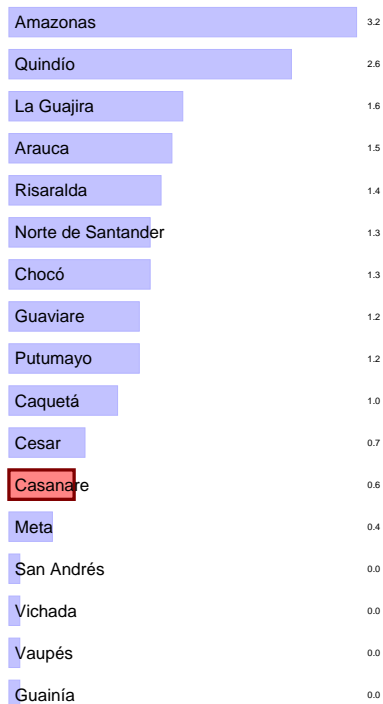 Amazonas 3.2
Quindío 2.6
La Guajira 1.6
Arauca 1.5
Risaralda 1.4
Norte de Santander 1.3
Chocó 1.3
Guaviare 1.2
Putumayo 1.2
Caquetá 1.0
Cesar 0.7
Casanare 0.6
Meta 0.4
San Andrés 0.0
Vichada 0.0
Vaupés 0.0
Guainía 0.0